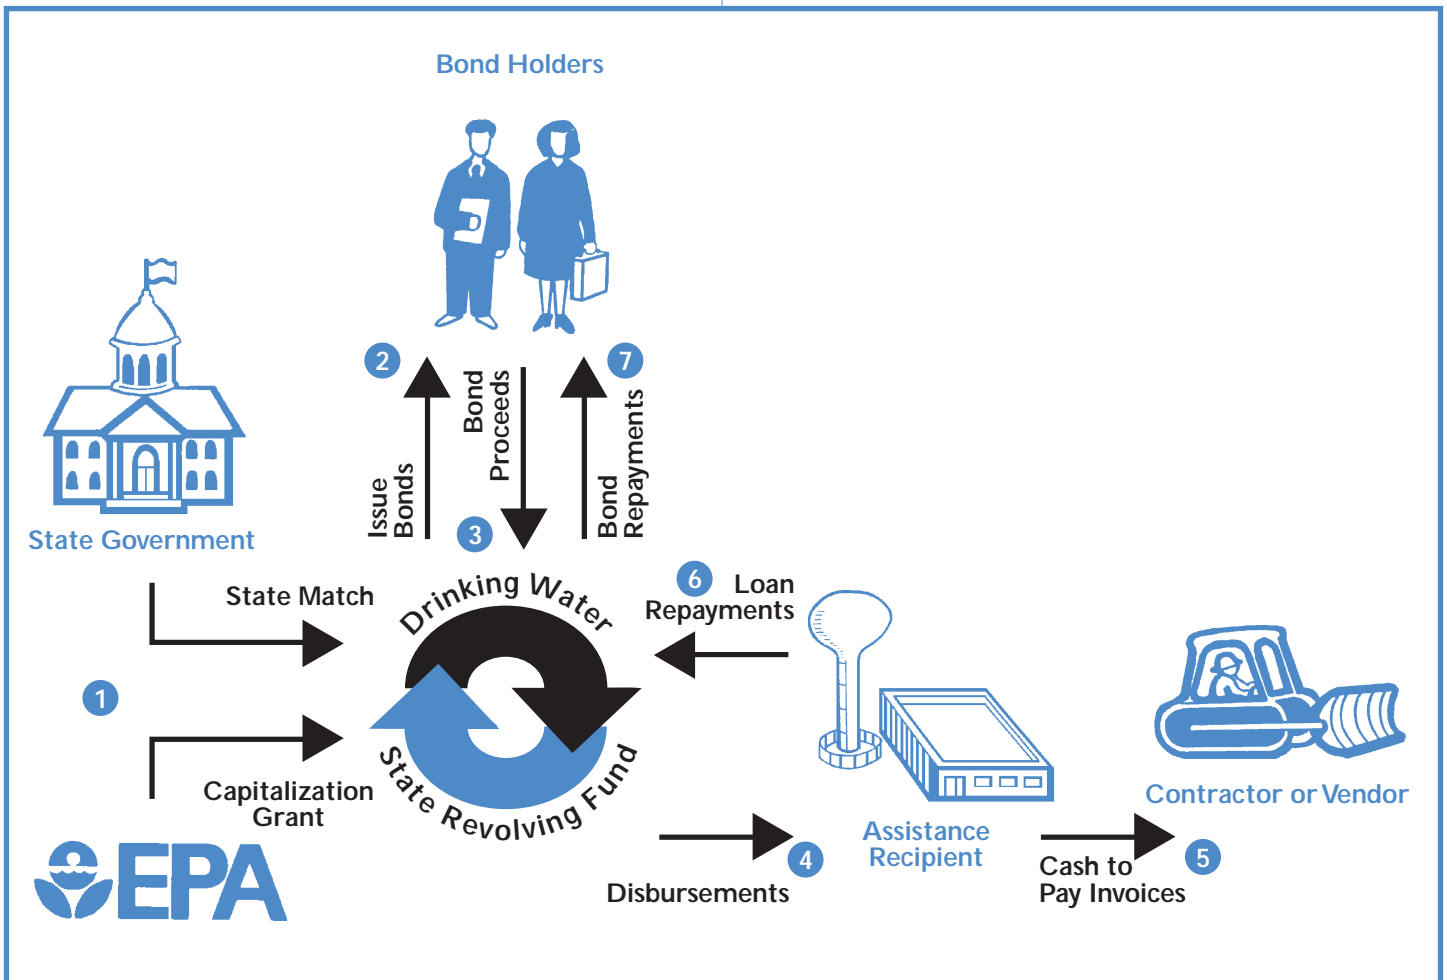 Bond Holders
2
7
Issue
Bonds
Bond
Proceeds
Bond
Repayments
3
State Government
State Match
6
Loan
Repayments
Drinking Water
State Revolving Fund
1
Capitalization
Grant
EPA
Disbursements
4
Assistance
Recipient
Cash to
Pay Invoices
5
Contractor or Vendor